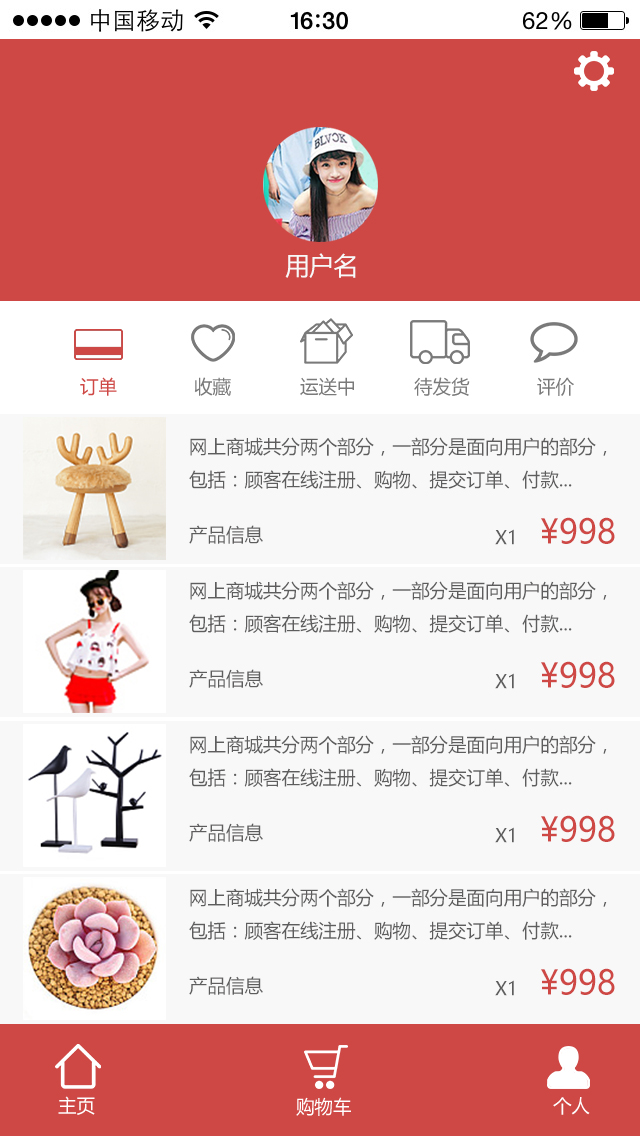 中国移动 16:30 62%
BLVCK
用户名
订单 收藏 运送中 待发货 评价
网上商城共分两个部分，一部分是面向用户的部分，
包括：顾客在线注册、购物、提交订单、付款...
产品信息 X1 ¥998
网上商城共分两个部分，一部分是面向用户的部分，
包括：顾客在线注册、购物、提交订单、付款...
产品信息 X1 ¥998
网上商城共分两个部分，一部分是面向用户的部分，
包括：顾客在线注册、购物、提交订单、付款...
产品信息 X1 ¥998
网上商城共分两个部分，一部分是面向用户的部分，
包括：顾客在线注册、购物、提交订单、付款...
产品信息 X1 ¥998
主页 购物车 个人